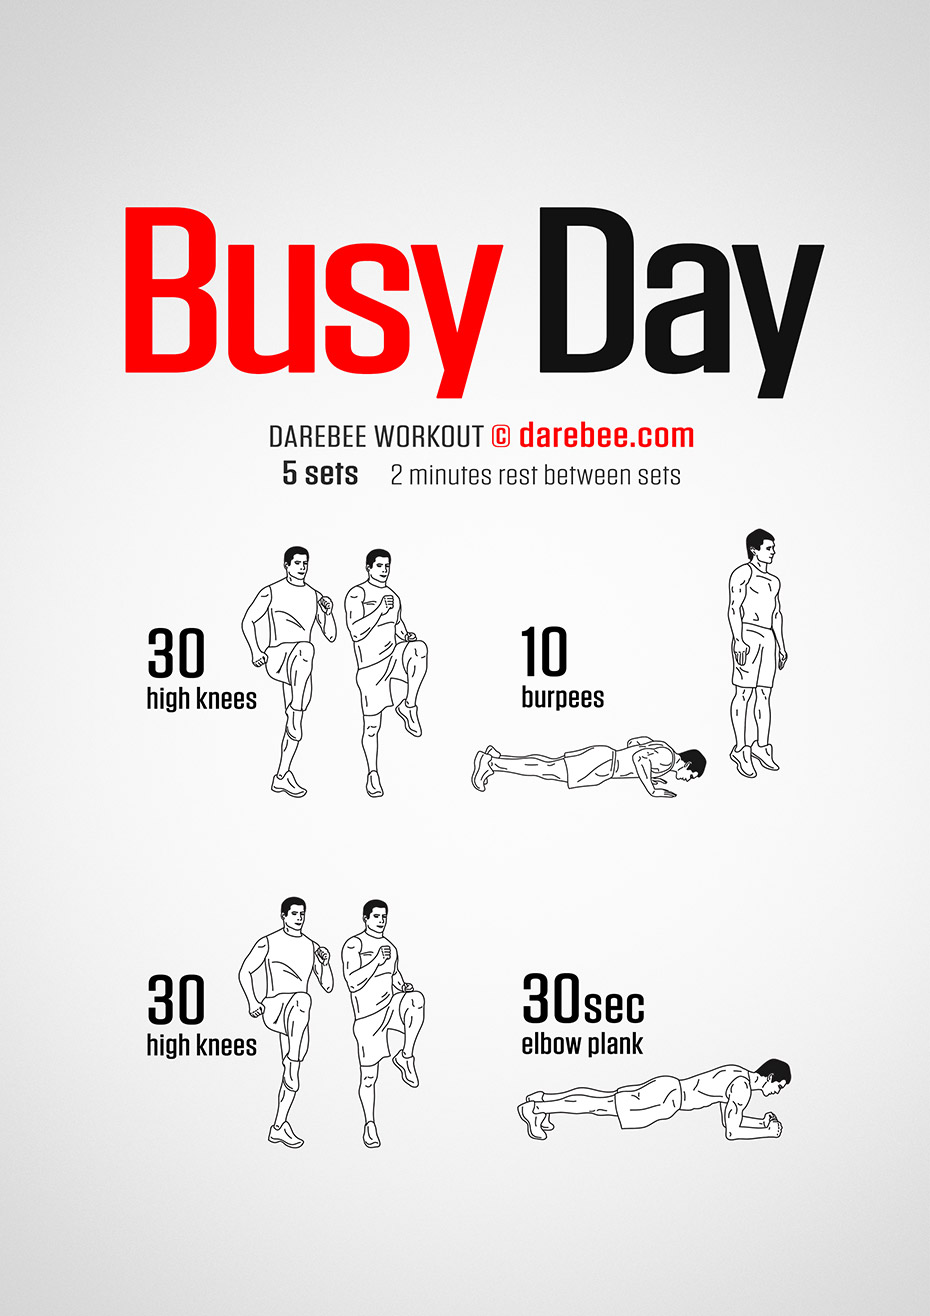 Busy Day
DAREBEE WORKOUT © darebee.com
5 sets 2 minutes rest between sets
30
high knees
10
burpees
30
high knees
30sec
elbow plank